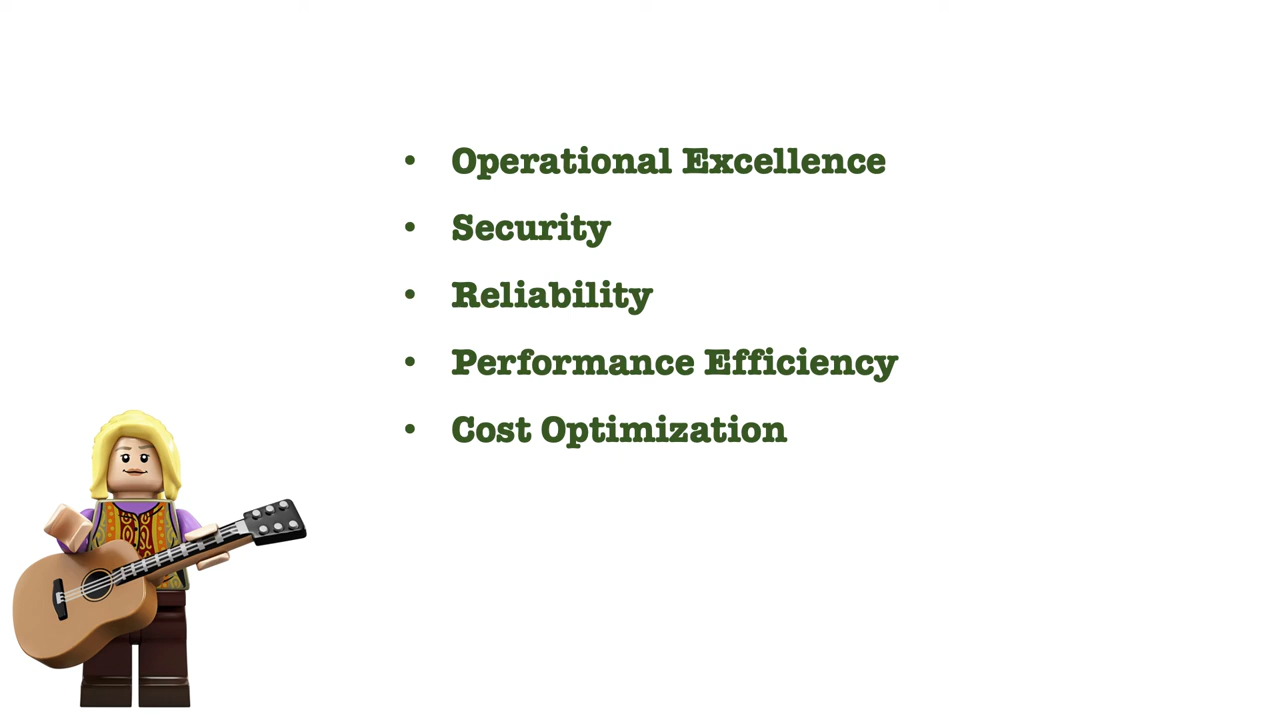 • Operational Excellence
• Security
• Reliability
• Performance Efficiency
• Cost Optimization